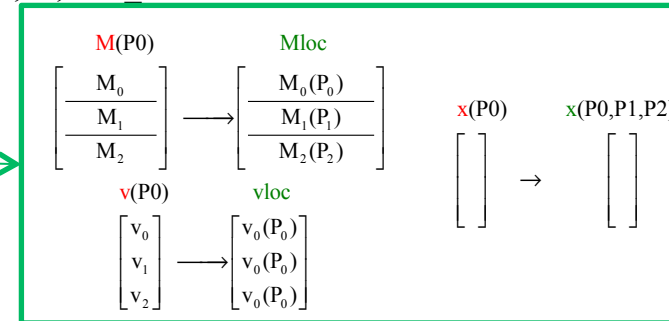 M(P0) Mloc
M₀ M₀(P₀)
M₁ ⟶ M₁(P₁)
M₂ M₂(P₂)
x(P0) x(P0,P1,P2)
→
v(P0) vloc
v₀ v₀(P₀)
v₁ ⟶ v₀(P₀)
v₂ v₀(P₀)